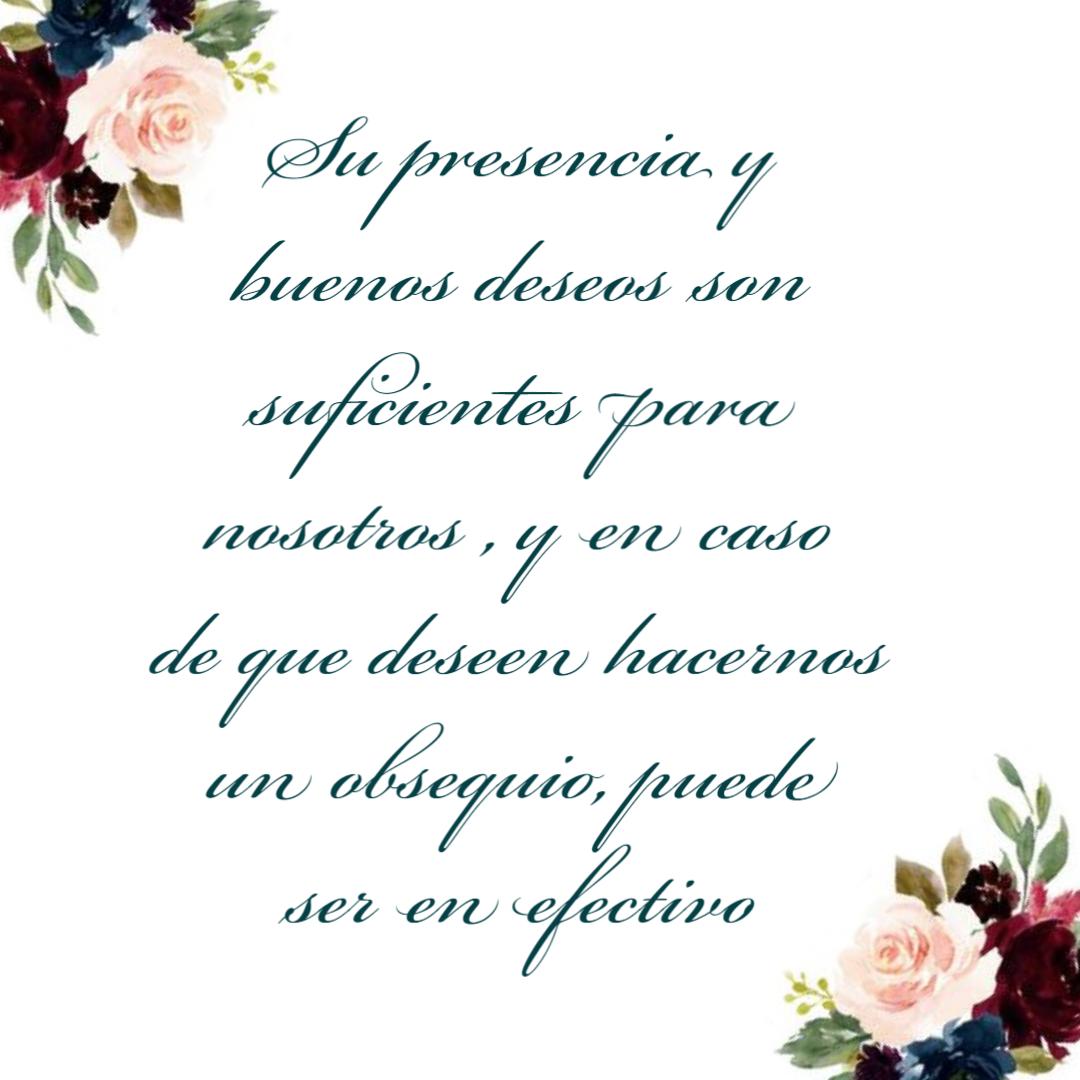 Su presencia y
buenos deseos son
suficientes para
nosotros , y en caso
de que deseen hacernos
un obsequio, puede
ser en efectivo